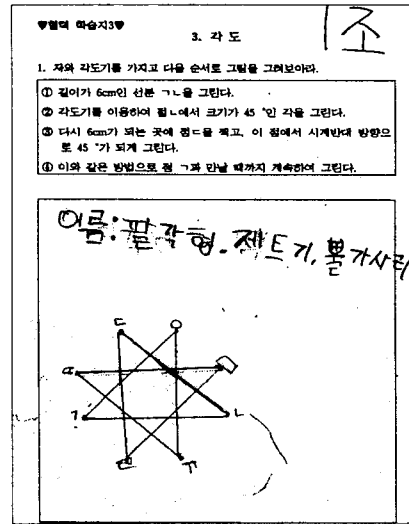 ♥협력 학습지3♥
1조
3. 각 도
1. 자와 각도기를 가지고 다음 순서로 그림을 그려보아라.
① 길이가 6cm인 선분 ㄱㄴ을 그린다.
② 각도기를 이용하여 점ㄴ에서 크기가 45 °인 각을 그린다.
③ 다시 6cm가 되는 곳에 점ㄷ을 찍고, 이 점에서 시계반대 방향으
로 45 °가 되게 그린다.
④ 이와 같은 방법으로 점 ㄱ과 만날 때까지 계속하여 그린다.
이름: 팔각형. 제트기, 불가사리
ㄷ ㅇ
ㄹ ㅁ
ㄱ ㄴ
ㅂ ㅅ